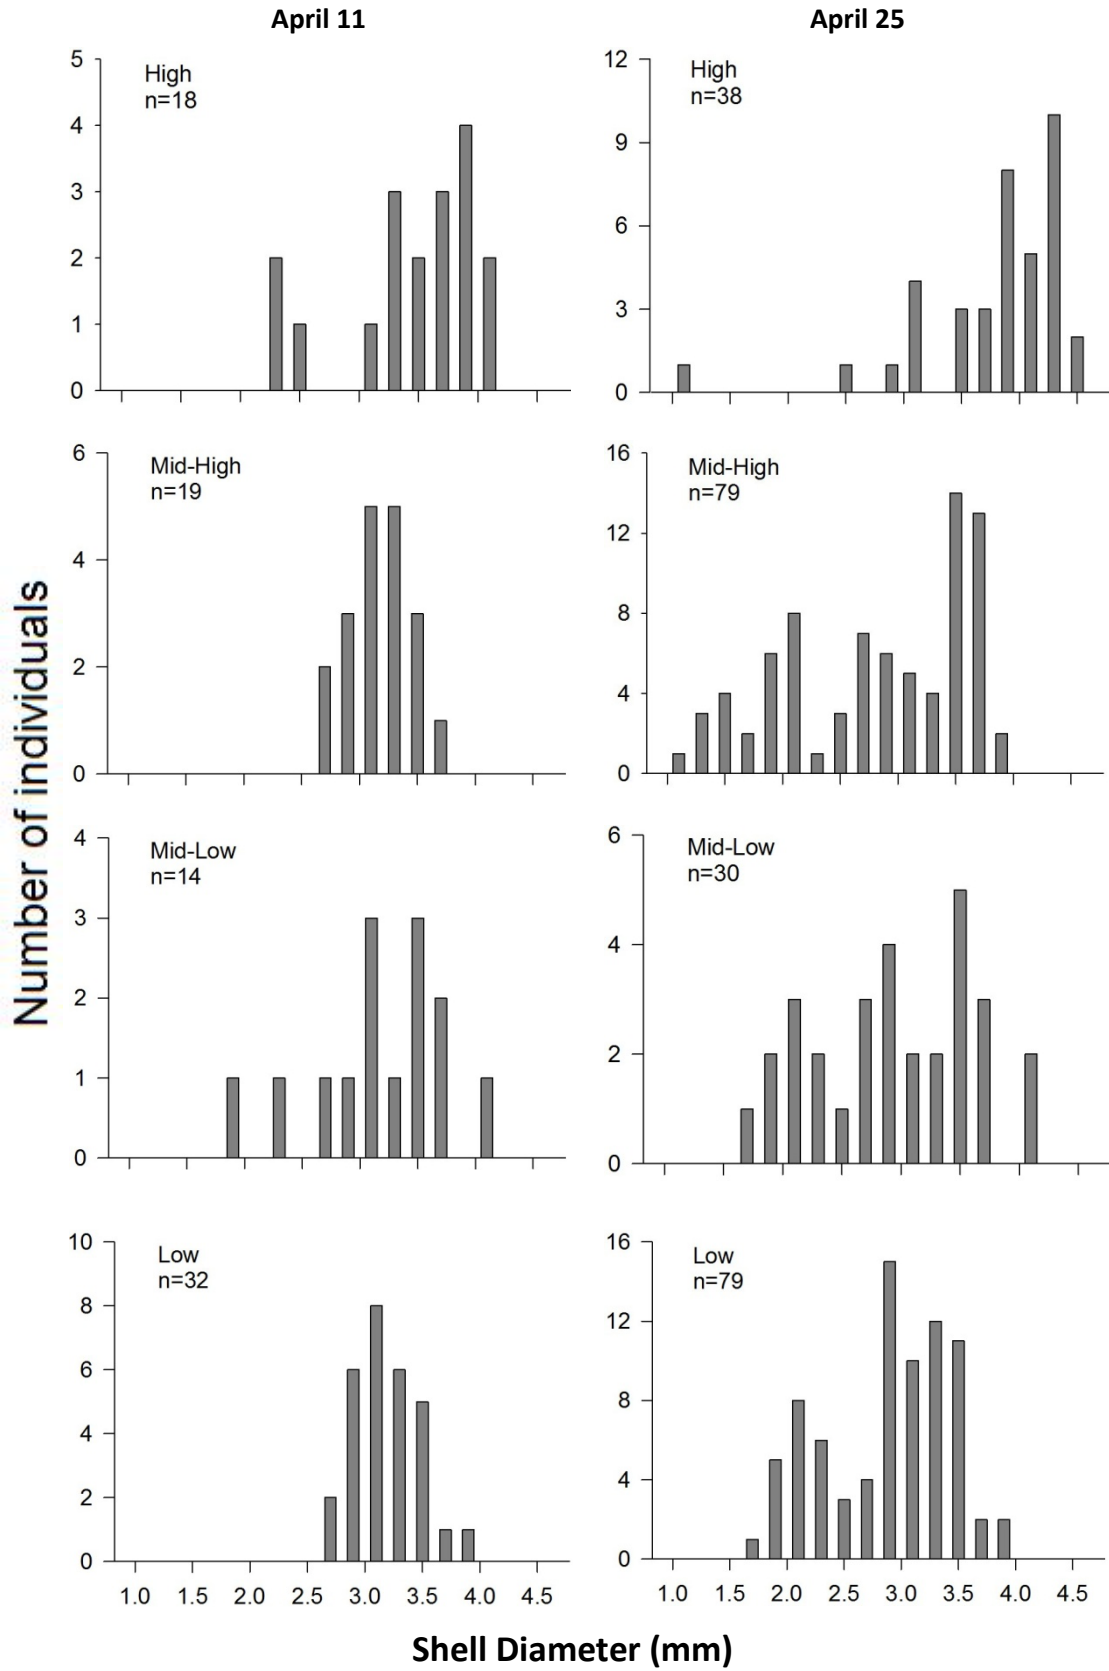 April 11
April 25
High
n=18
5
4
3
2
1
0
High
n=38
12
9
6
3
0
Mid-High
n=19
6
4
2
0
Mid-High
n=79
16
12
8
4
0
Number of individuals
Mid-Low
n=14
4
3
2
1
0
Mid-Low
n=30
6
4
2
0
Low
n=32
10
8
6
4
2
0
1.0 1.5 2.0 2.5 3.0 3.5 4.0 4.5
Low
n=79
16
12
8
4
0
1.0 1.5 2.0 2.5 3.0 3.5 4.0 4.5
Shell Diameter (mm)